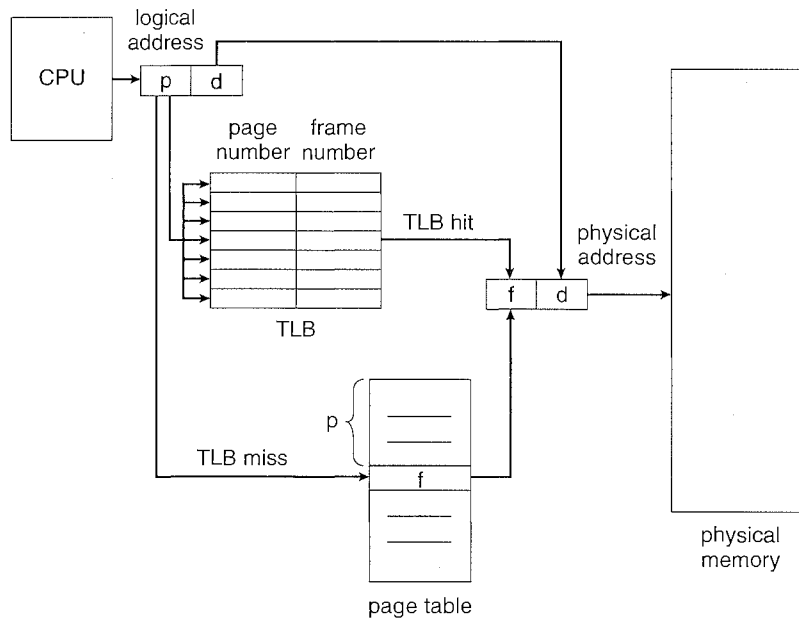 logical
address
CPU
p d
page
number
frame
number
TLB hit
physical
address
f d
TLB
p
TLB miss
f
page table
physical
memory